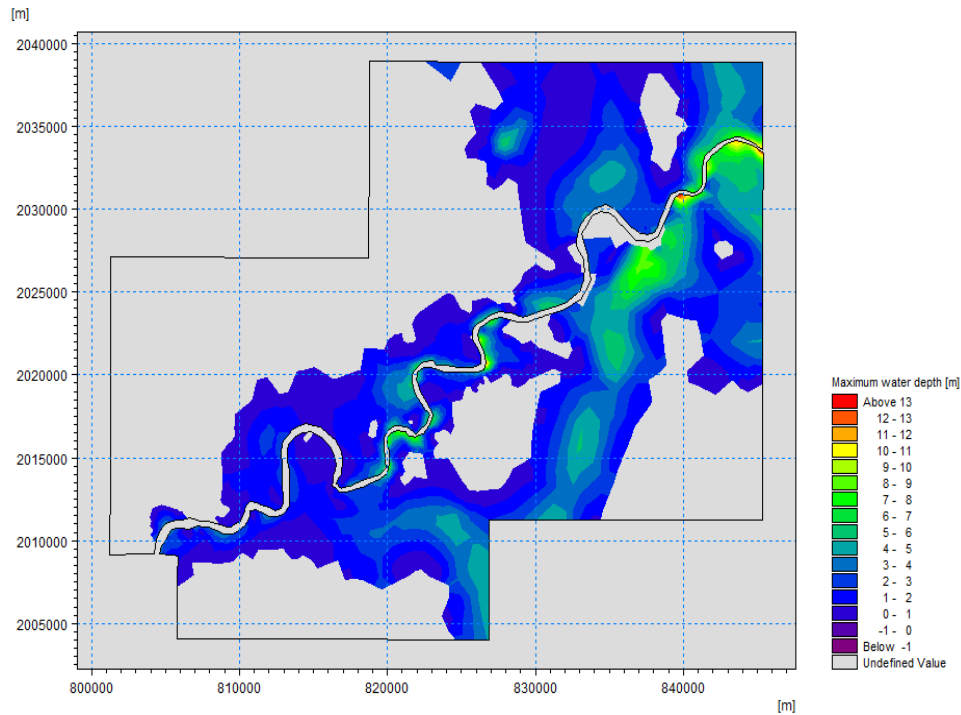 [m]
2040000
2035000
2030000
2025000
2020000
2015000
2010000
2005000
800000 810000 820000 830000 840000
[m]
Maximum water depth [m]
Above 13
12 - 13
11 - 12
10 - 11
9 - 10
8 - 9
7 - 8
6 - 7
5 - 6
4 - 5
3 - 4
2 - 3
1 - 2
0 - 1
-1 - 0
Below -1
Undefined Value